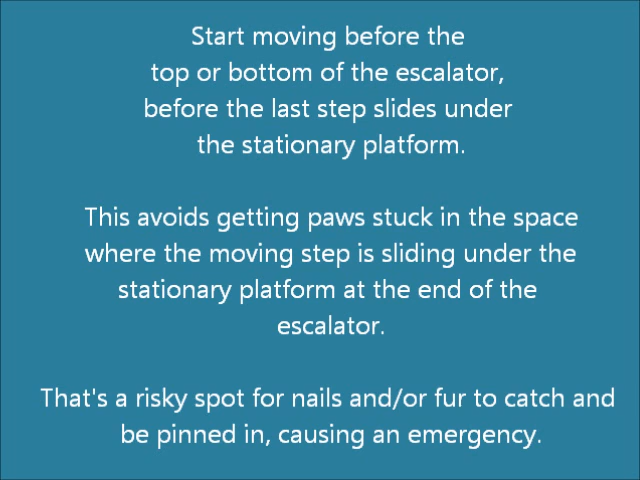 Start moving before the
top or bottom of the escalator,
before the last step slides under
the stationary platform.
This avoids getting paws stuck in the space
where the moving step is sliding under the
stationary platform at the end of the
escalator.
That's a risky spot for nails and/or fur to catch and
be pinned in, causing an emergency.